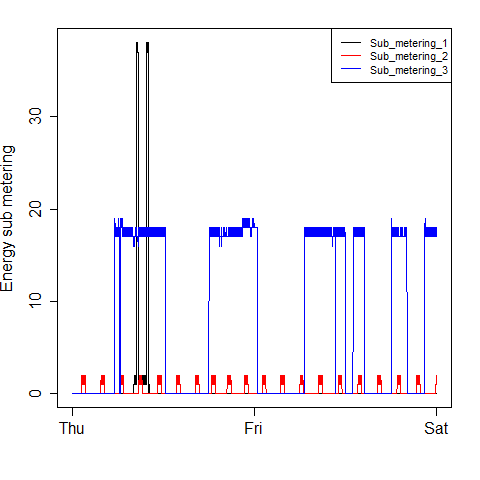 Sub_metering_1
Sub_metering_2
Sub_metering_3
Energy sub metering
30
20
10
0
Thu
Fri
Sat